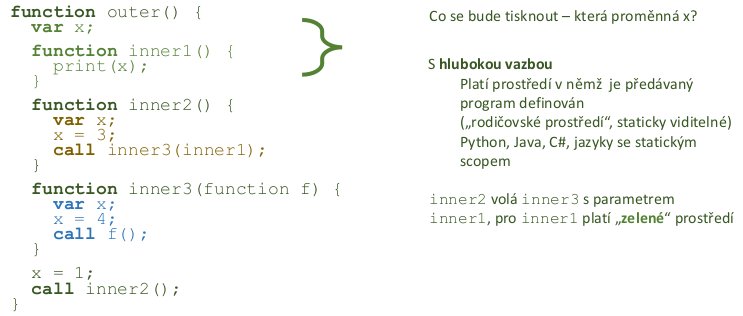 function outer() {
var x;
function inner1() {
print(x);
}
function inner2() {
var x;
x = 3;
call inner3(inner1);
}
function inner3(function f) {
var x;
x = 4;
call f();
}
x = 1;
call inner2();
}
Co se bude tisknout – která proměnná x?
S hlubokou vazbou
Platí prostředí v němž je předávaný
program definován
(„rodičovské prostředí“, staticky viditelné)
Python, Java, C#, jazyky se statickým
scopem
inner2 volá inner3 s parametrem
inner1, pro inner1 platí „zelené“ prostředí